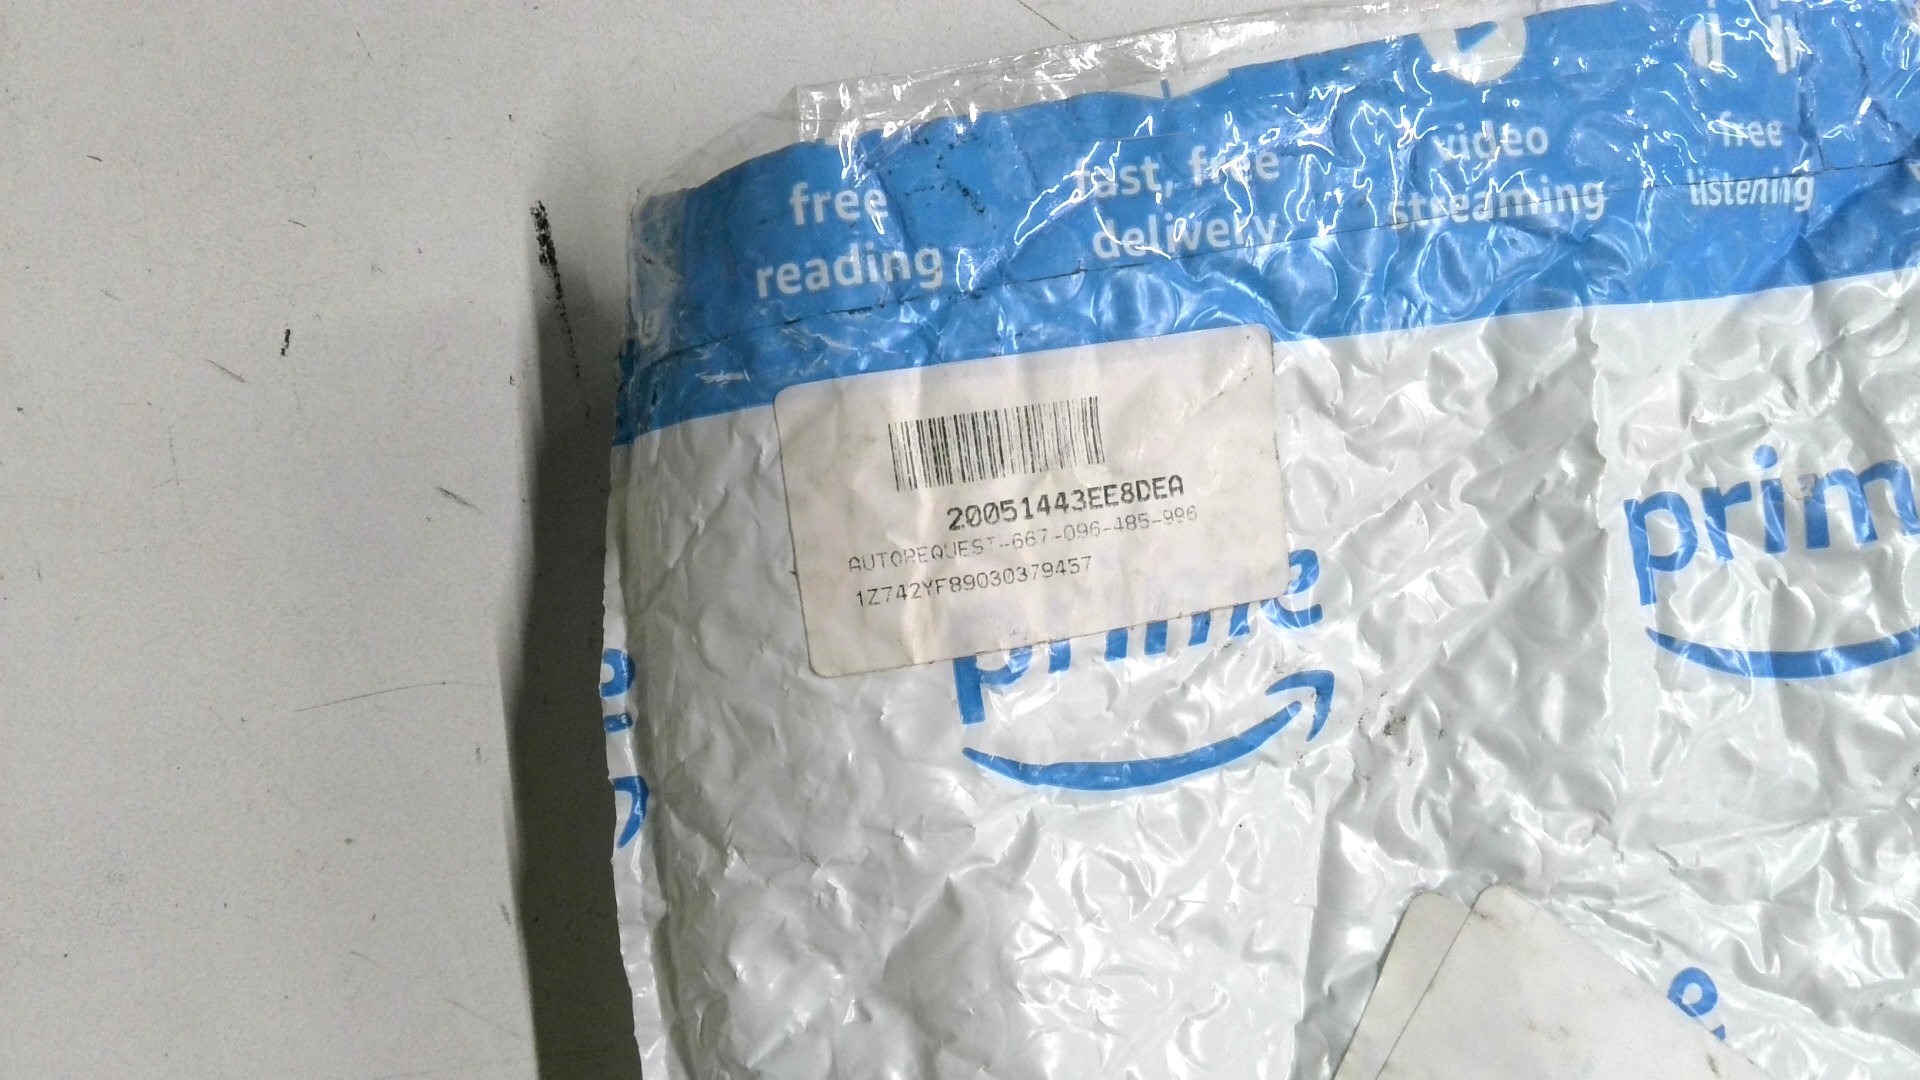 free
reading
fast, free
delivery
video
streaming
free
listening
20051443EE8DEA
AUTOREQUEST-667-096-485-996
1Z742YF89030379457
prime
prim
e